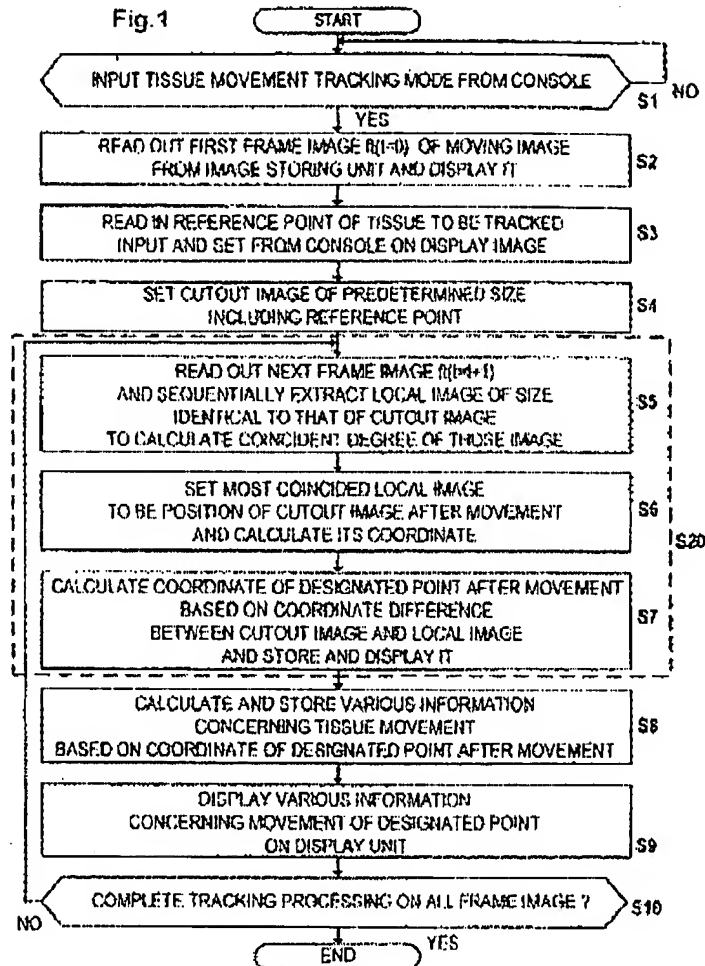 Fig.1
START
INPUT TISSUE MOVEMENT TRACKING MODE FROM CONSOLE
S1
NO
YES
READ OUT FIRST FRAME IMAGE ft(t=0) OF MOVING IMAGE
FROM IMAGE STORING UNIT AND DISPLAY IT
S2
READ IN REFERENCE POINT OF TISSUE TO BE TRACKED
INPUT AND SET FROM CONSOLE ON DISPLAY IMAGE
S3
SET CUTOUT IMAGE OF PREDETERMINED SIZE
INCLUDING REFERENCE POINT
S4
READ OUT NEXT FRAME IMAGE
AND SEQUENTIALLY EXTRACT LOCAL IMAGE OF SIZE
IDENTICAL TO THAT OF CUTOUT IMAGE
TO CALCULATE COINCIDENT DEGREE OF THOSE IMAGE
S5
SET MOST COINCIDED LOCAL IMAGE
TO BE POSITION OF CUTOUT IMAGE AFTER MOVEMENT
AND CALCULATE ITS COORDINATE
S6
S20
CALCULATE COORDINATE OF DESIGNATED POINT AFTER MOVEMENT
BASED ON COORDINATE DIFFERENCE
BETWEEN CUTOUT IMAGE AND LOCAL IMAGE
AND STORE AND DISPLAY IT
S7
CALCULATE AND STORE VARIOUS INFORMATION
CONCERNING TISSUE MOVEMENT
BASED ON COORDINATE OF DESIGNATED POINT AFTER MOVEMENT
S8
DISPLAY VARIOUS INFORMATION
CONCERNING MOVEMENT OF DESIGNATED POINT
ON DISPLAY UNIT
S9
COMPLETE TRACKING PROCESSING ON ALL FRAME IMAGE ?
S10
NO
YES
END